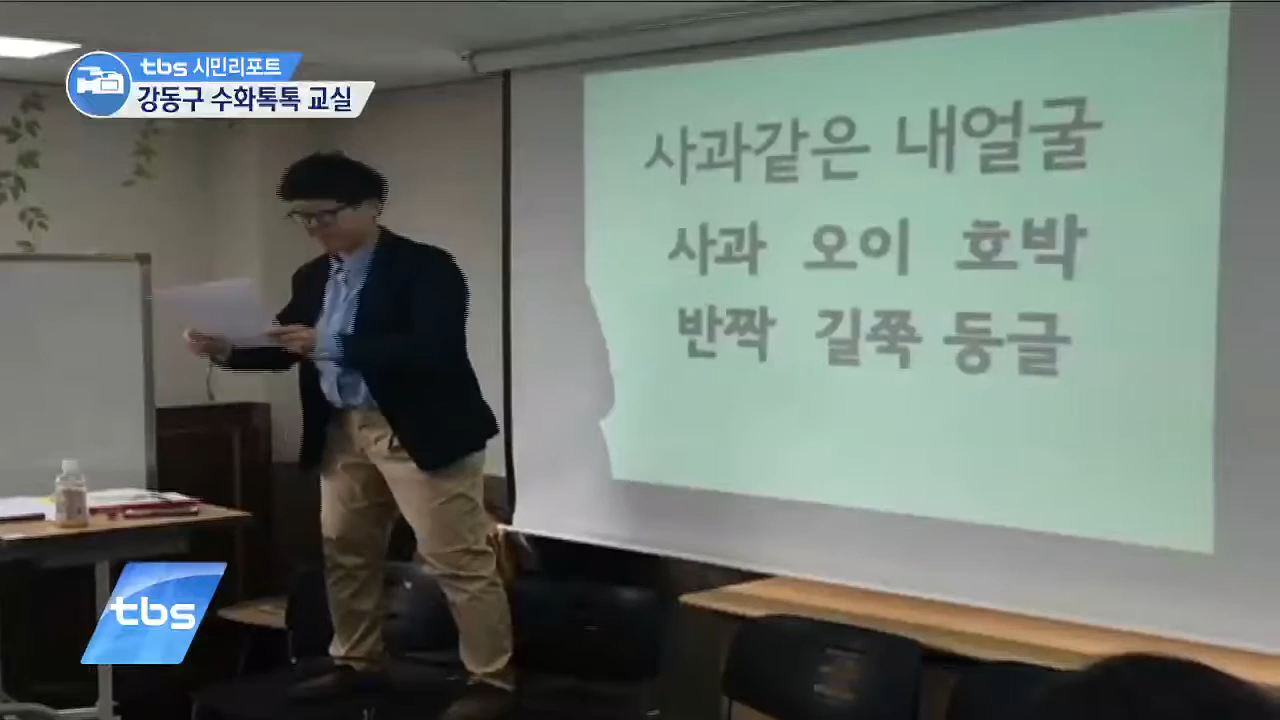 tbs 시민리포트
강동구 수화톡톡 교실
사과같은 내얼굴
사과 오이 호박
반짝 길쭉 둥글
tbs